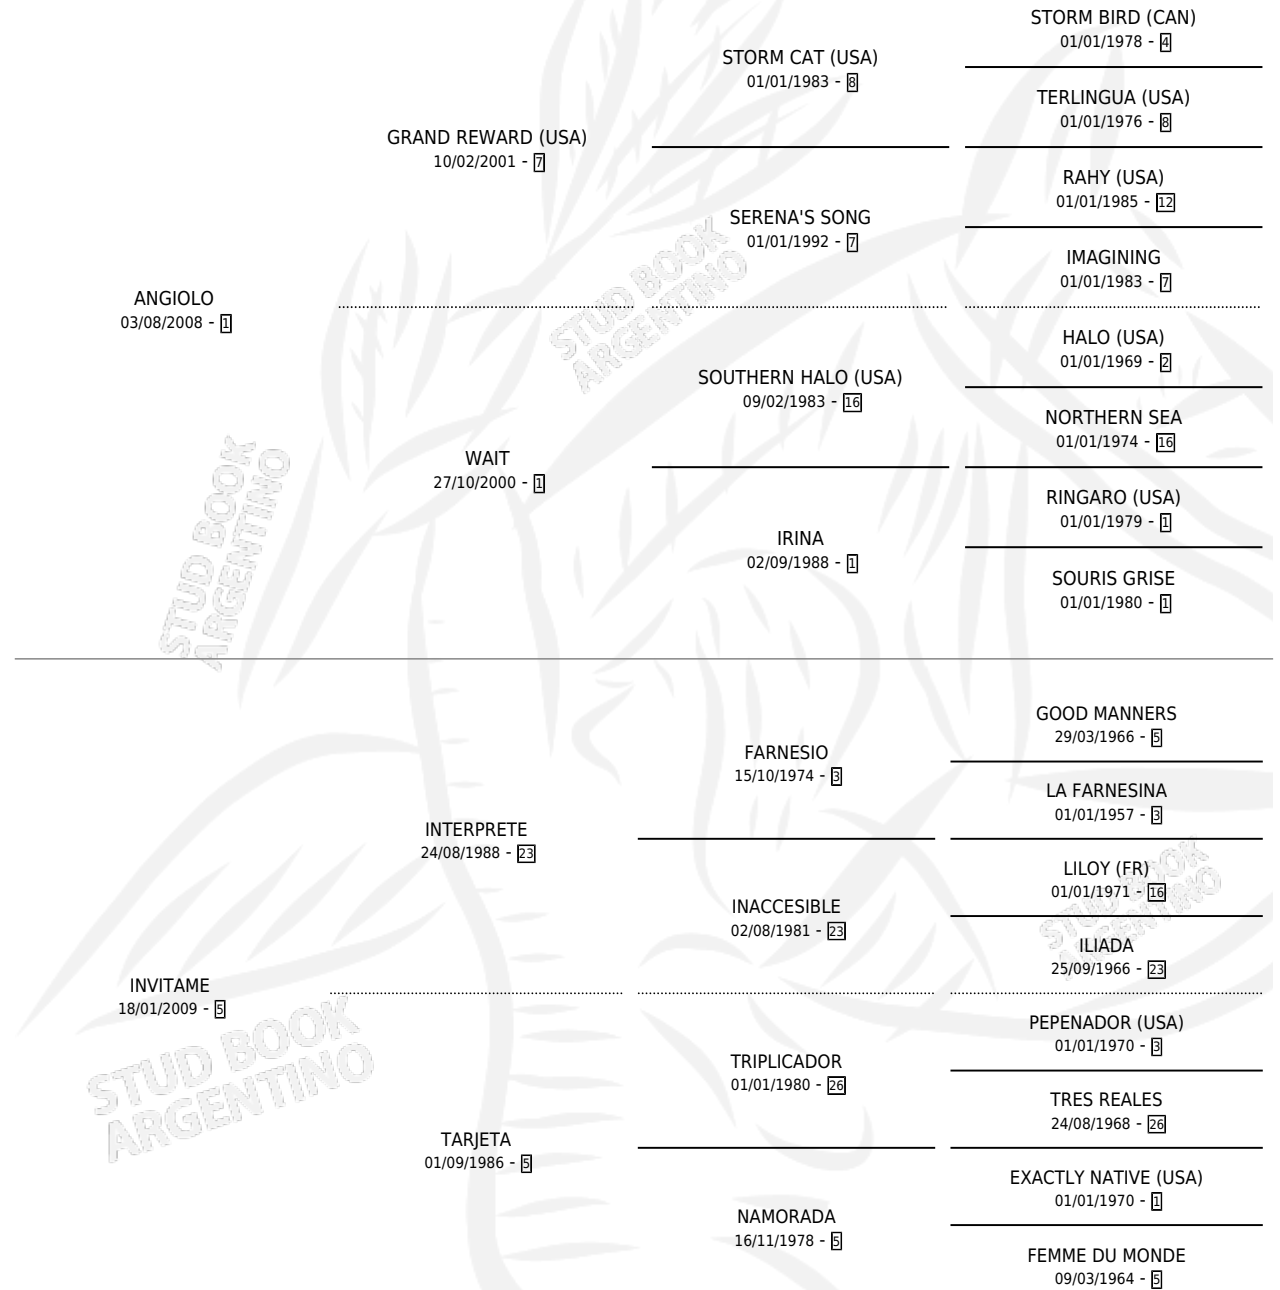 STORM BIRD (CAN)
01/01/1978 - 4
STORM CAT (USA)
01/01/1983 - 8
TERLINGUA (USA)
01/01/1976 - 8
GRAND REWARD (USA)
10/02/2001 - 7
RAHY (USA)
01/01/1985 - 12
SERENA'S SONG
01/01/1992 - 7
IMAGINING
01/01/1983 - 7
ANGIOLO
03/08/2008 - 1
HALO (USA)
01/01/1969 - 2
SOUTHERN HALO (USA)
09/02/1983 - 16
NORTHERN SEA
01/01/1974 - 16
WAIT
27/10/2000 - 1
RINGARO (USA)
01/01/1979 - 1
IRINA
02/09/1988 - 1
SOURIS GRISE
01/01/1980 - 1
STUD BOOK
ARGENTINO
STUD BOOK
ARGENTINO
GOOD MANNERS
29/03/1966 - 5
FARNESIO
15/10/1974 - 3
LA FARNESINA
01/01/1957 - 3
INTERPRETE
24/08/1988 - 23
LILOY (FR)
01/01/1971 - 16
INACCESIBLE
02/08/1981 - 23
ILIADA
25/09/1966 - 23
INVITAME
18/01/2009 - 5
PEPENADOR (USA)
01/01/1970 - 3
TRIPLICADOR
01/01/1980 - 26
TRES REALES
24/08/1968 - 26
TARJETA
01/09/1986 - 5
EXACTLY NATIVE (USA)
01/01/1970 - 1
NAMORADA
16/11/1978 - 5
FEMME DU MONDE
09/03/1964 - 5
STUD BOOK
ARGENTINO
STUD BOOK
ARGENTINO